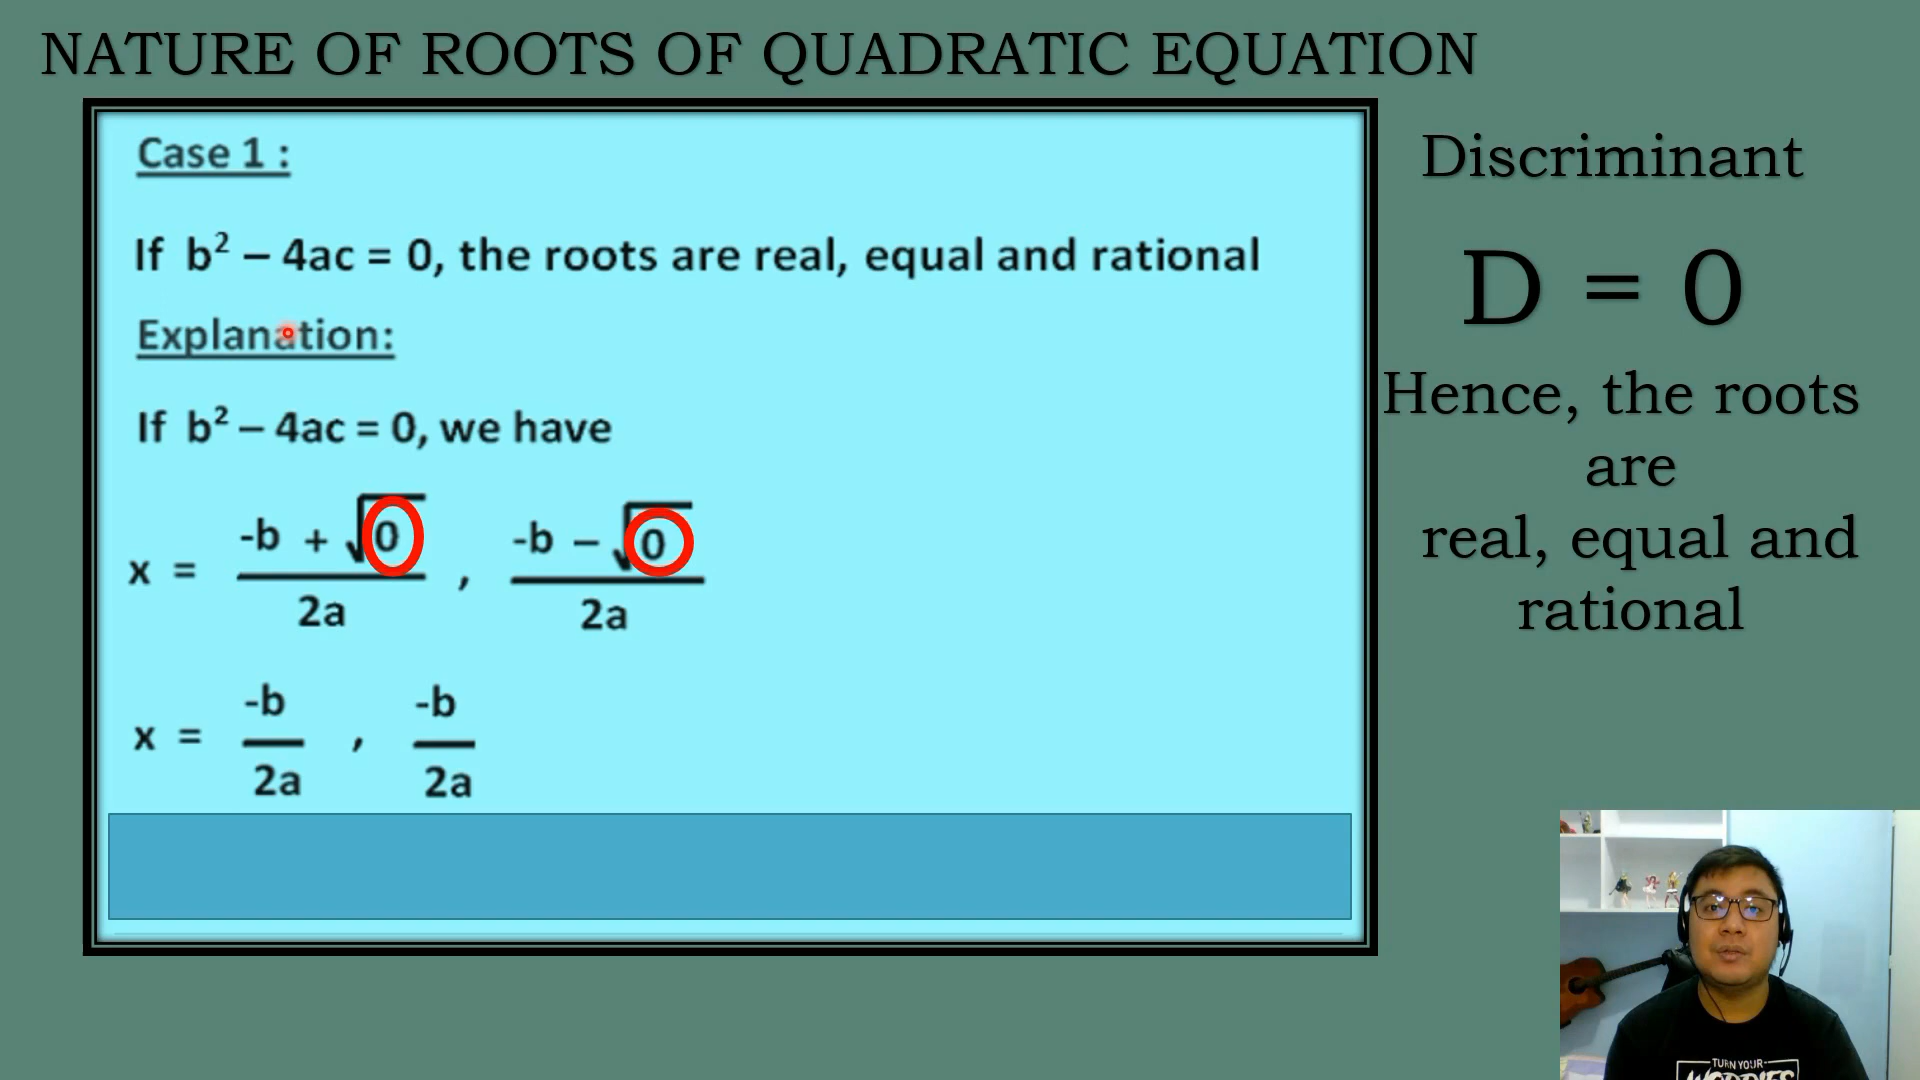 NATURE OF ROOTS OF QUADRATIC EQUATION
Case 1 :
If b² – 4ac = 0, the roots are real, equal and rational
Explanation:
If b² – 4ac = 0, we have
x = -b + √0 / 2a , -b – √0 / 2a
x = -b / 2a , -b / 2a
Discriminant
D = 0
Hence, the roots
are
real, equal and
rational
TURN YOUR